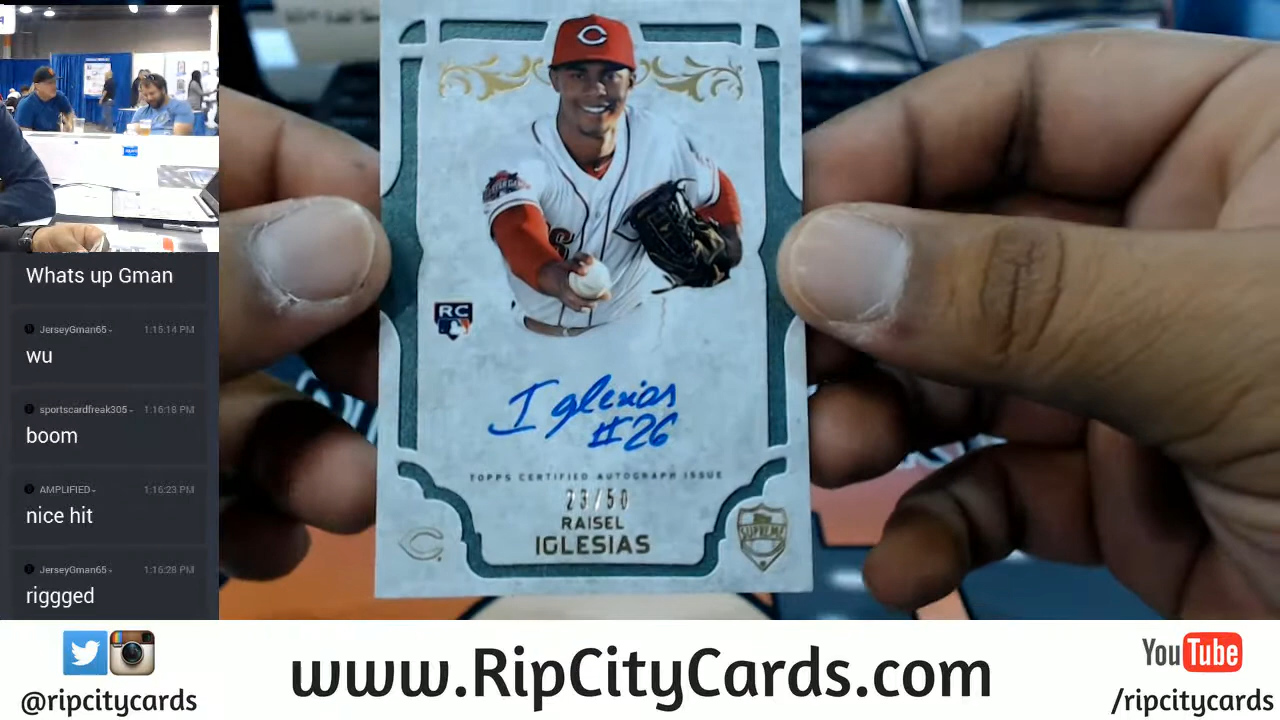 Whats up Gman
JerseyGman65 - 1:15:14 PM
wu
sportscardfreak305 - 1:16:18 PM
boom
AMPLIFIED - 1:16:23 PM
nice hit
JerseyGman65 - 1:16:28 PM
riggged
C
RC
Iglesias
#26
TOPPS CERTIFIED AUTOGRAPH ISSUE
23/50
RAISEL
IGLESIAS
C
SUPREME
@ripcitycards
www.RipCityCards.com
YouTube
/ripcitycards